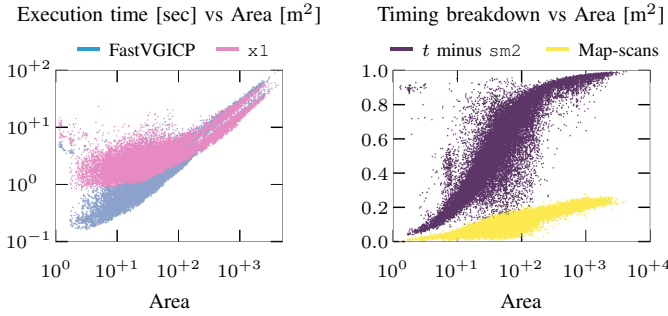 Execution time [sec] vs Area [m²]
FastVGICP x1
10⁺²
10⁺¹
10⁰
10⁻¹
10⁰ 10⁺¹ 10⁺² 10⁺³
Area
Timing breakdown vs Area [m²]
t minus sm2 Map-scans
1.0
0.8
0.6
0.4
0.2
0.0
10⁰ 10⁺¹ 10⁺² 10⁺³ 10⁺⁴
Area